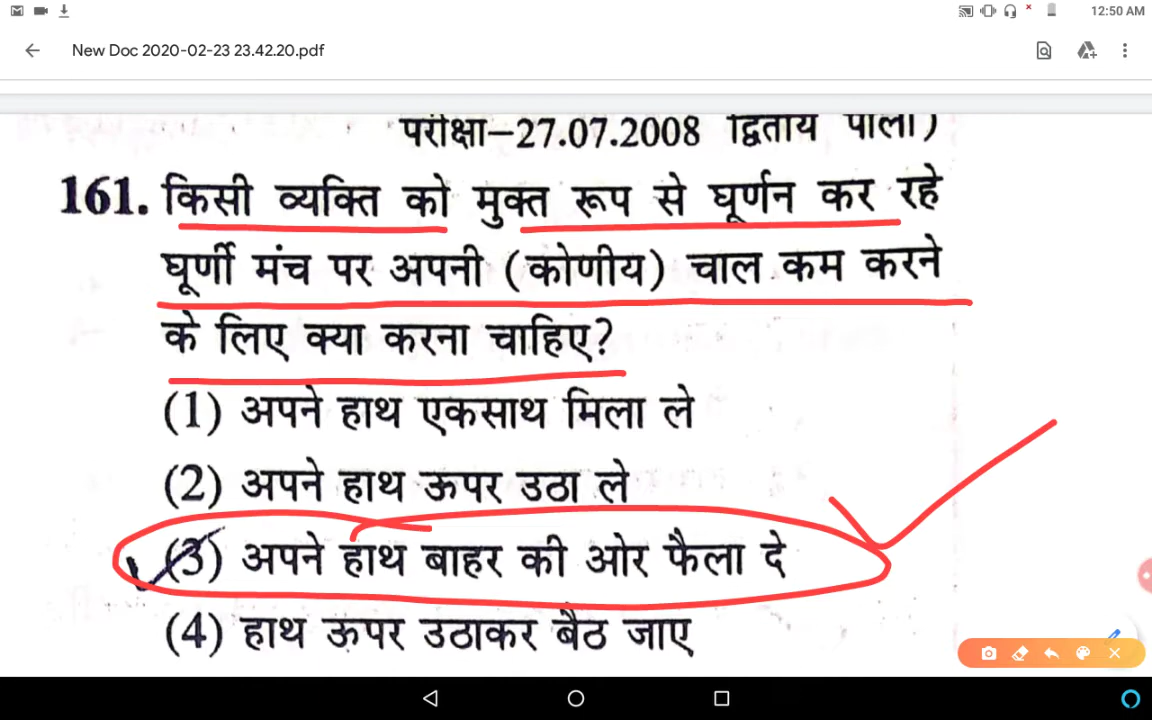 12:50 AM
New Doc 2020-02-23 23.42.20.pdf
परीक्षा–27.07.2008 द्वितीय पाली)
161. किसी व्यक्ति को मुक्त रूप से घूर्णन कर रहे
घूर्णी मंच पर अपनी (कोणीय) चाल कम करने
के लिए क्या करना चाहिए?
(1) अपने हाथ एकसाथ मिला ले
(2) अपने हाथ ऊपर उठा ले
(3) अपने हाथ बाहर की ओर फैला दे
(4) हाथ ऊपर उठाकर बैठ जाए